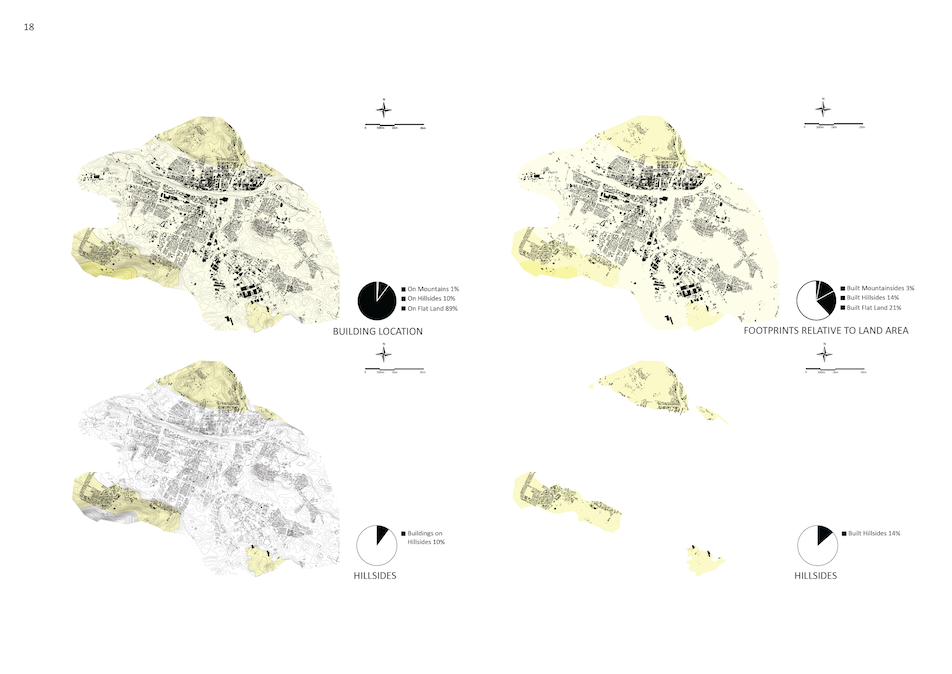 18
N
N
On Mountains 1%
On Hillsides 10%
On Flat Land 89%
BUILDING LOCATION
Built Mountainsides 3%
Built Hillsides 14%
Built Flat Land 21%
FOOTPRINTS RELATIVE TO LAND AREA
N
N
Buildings on
Hillsides 10%
HILLSIDES
Built Hillsides 14%
HILLSIDES